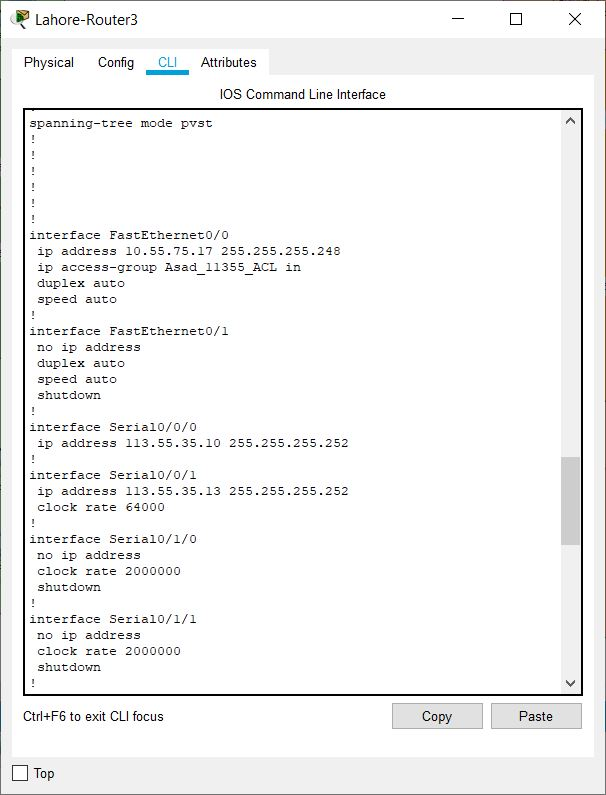 Lahore-Router3
Physical Config CLI Attributes
IOS Command Line Interface
spanning-tree mode pvst
!
!
!
!
!
!
interface FastEthernet0/0
 ip address 10.55.75.17 255.255.255.248
 ip access-group Asad_11355_ACL in
 duplex auto
 speed auto
!
interface FastEthernet0/1
 no ip address
 duplex auto
 speed auto
 shutdown
!
interface Serial0/0/0
 ip address 113.55.35.10 255.255.255.252
!
interface Serial0/0/1
 ip address 113.55.35.13 255.255.255.252
 clock rate 64000
!
interface Serial0/1/0
 no ip address
 clock rate 2000000
 shutdown
!
interface Serial0/1/1
 no ip address
 clock rate 2000000
 shutdown
!
Ctrl+F6 to exit CLI focus Copy Paste
Top